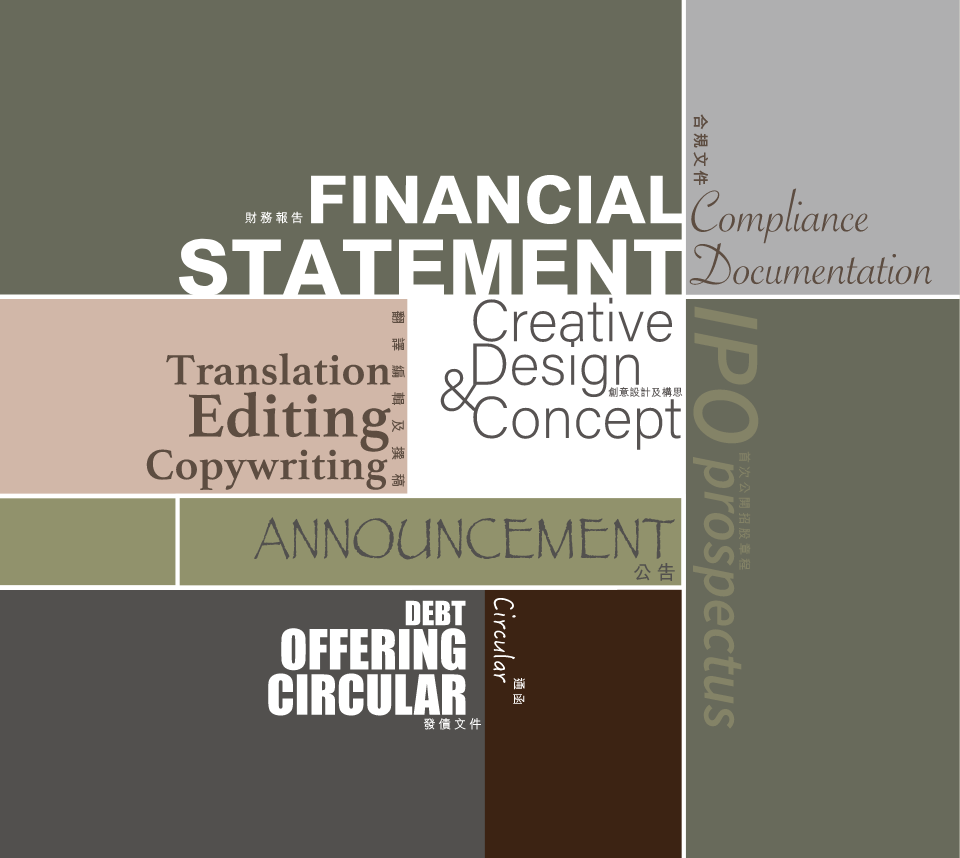 財務報告
FINANCIAL
STATEMENT
合規文件
Compliance
Documentation
Translation
Editing
Copywriting
翻譯編輯及撰稿
Creative
Design
創意設計及構思
&
Concept
IPO prospectus
首次公開招股章程
ANNOUNCEMENT
公告
DEBT
OFFERING
CIRCULAR
發債文件
Circular
通函